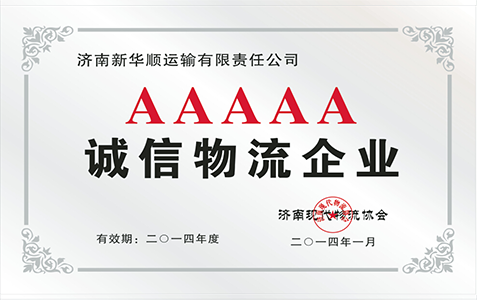 济南新华顺运输有限责任公司
AAAAA
诚信物流企业
济南现代物流协会
有效期：二〇一四年度
二〇一四年一月